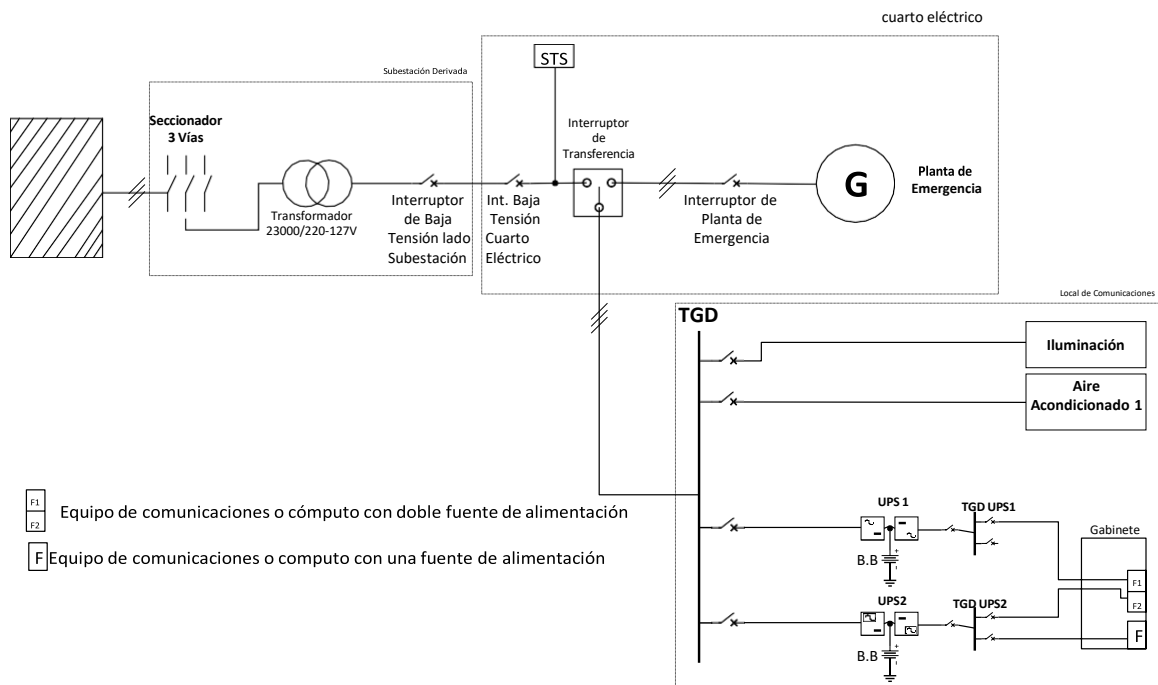 cuarto eléctrico
Subestación Derivada
STS
Seccionador
3 Vías
Interruptor
de
Transferencia
Transformador
23000/220-127V
Interruptor
de Baja
Tensión lado
Subestación
Int. Baja
Tensión
Cuarto
Eléctrico
Interruptor de
Planta de
Emergencia
G
Planta de
Emergencia
Local de Comunicaciones
TGD
Iluminación
Aire
Acondicionado 1
UPS 1
TGD UPS1
B.B
+
-
Gabinete
F1
F2
F
UPS2
TGD UPS2
B.B
+
-
F1
F2
Equipo de comunicaciones o cómputo con doble fuente de alimentación
F
Equipo de comunicaciones o computo con una fuente de alimentación